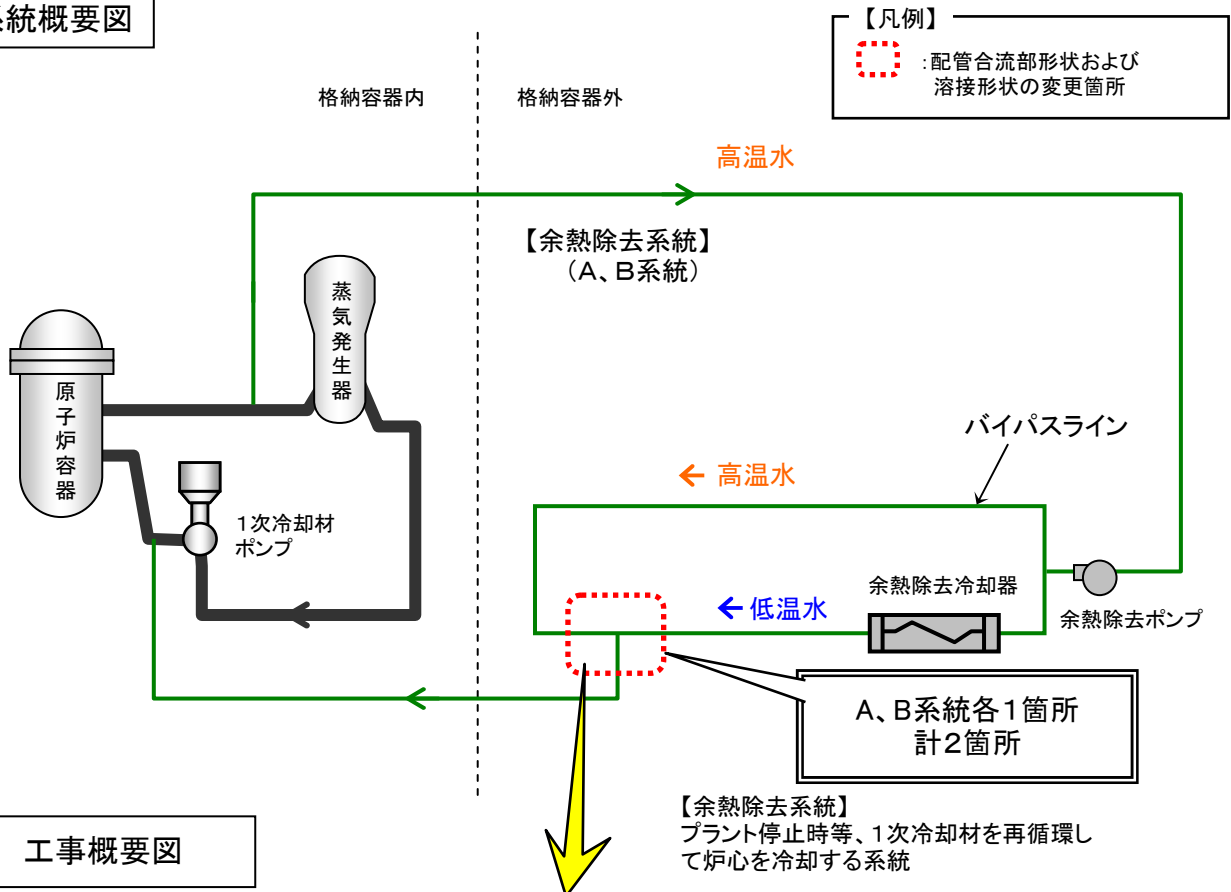 系統概要図
【凡例】
:配管合流部形状および
溶接形状の変更箇所
格納容器内
格納容器外
高温水
【余熱除去系統】
(A、B系統)
蒸気発生器
原子炉容器
1次冷却材
ポンプ
バイパスライン
高温水
低温水
余熱除去冷却器
余熱除去ポンプ
A、B系統各1箇所
計2箇所
【余熱除去系統】
プラント停止時等、1次冷却材を再循環し
て炉心を冷却する系統
工事概要図